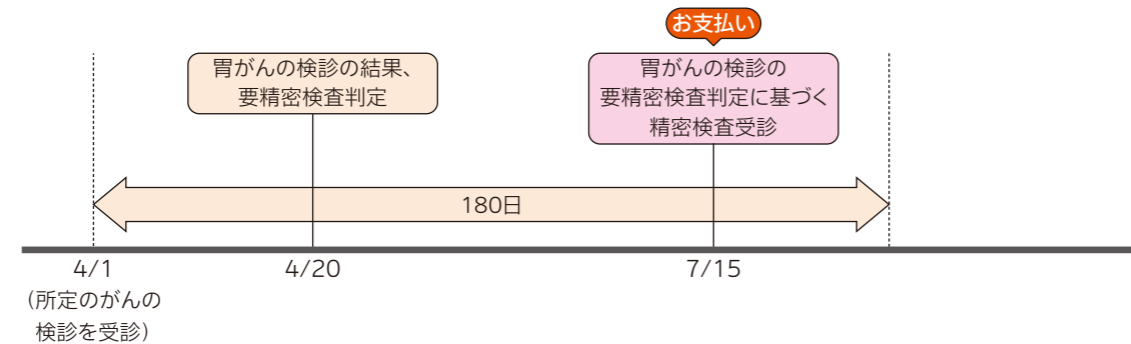 お支払い
胃がんの検診の結果、
要精密検査判定
胃がんの検診の
要精密検査判定に基づく
精密検査受診
180日
4/1
4/20
7/15
（所定のがんの
検診を受診）